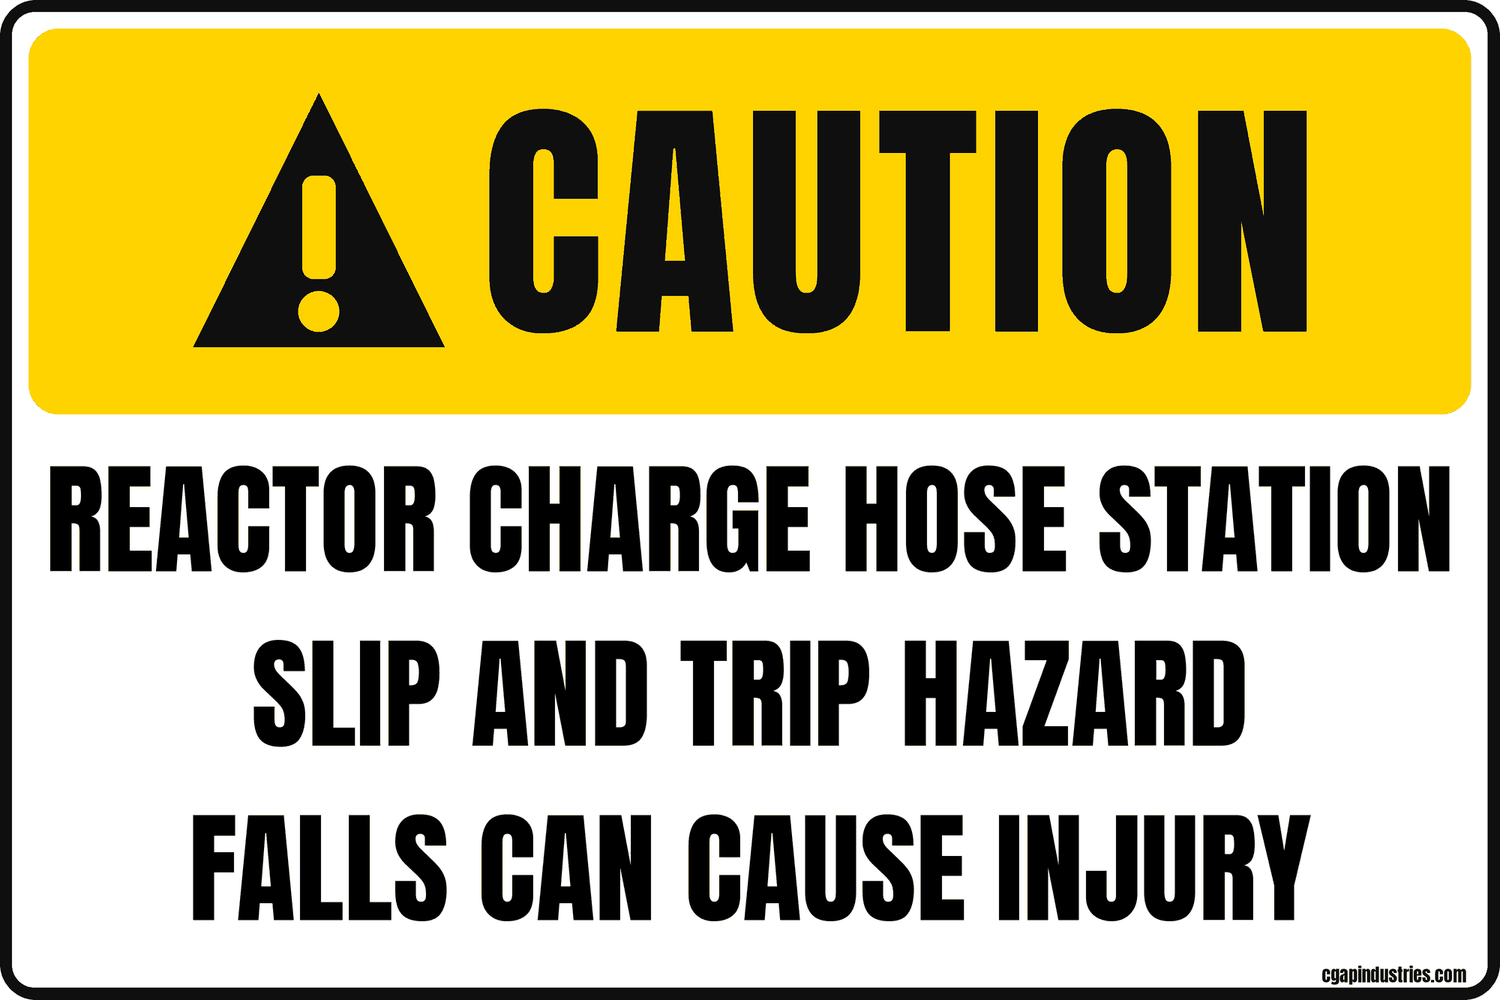 CAUTION
REACTOR CHARGE HOSE STATION
SLIP AND TRIP HAZARD
FALLS CAN CAUSE INJURY
cgapindustries.com